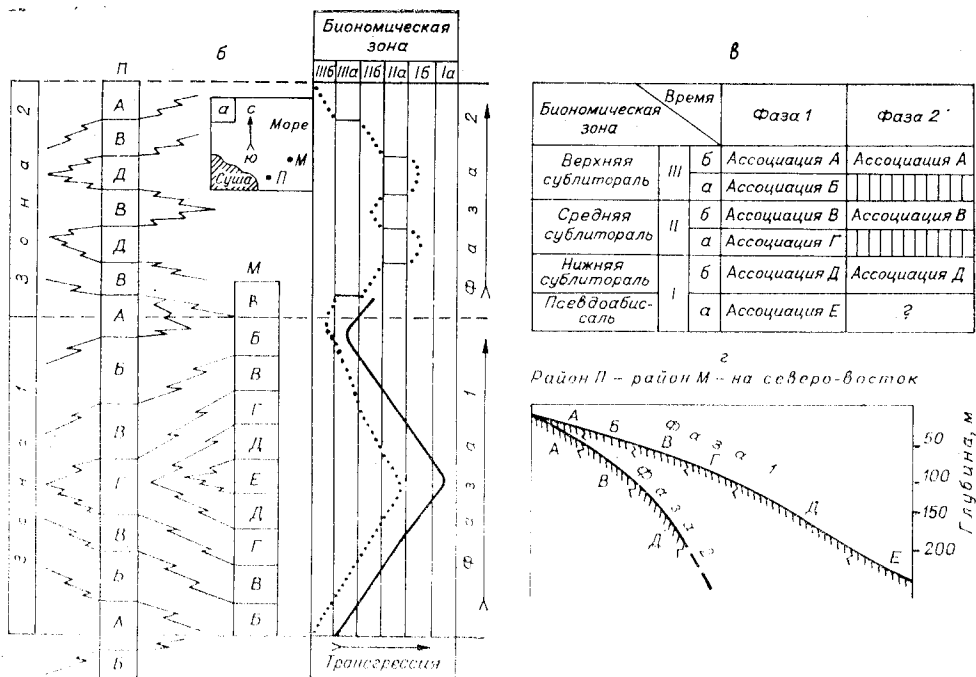 б
П
А
В
Д
В
Д
В
А
Б
В
Г
В
Б
А
Б
Зона 2
Зона 1
а
С
Ю
Море
Суша
М
П
М
В
Б
В
Г
Д
Е
Д
Г
В
Б
Биономическая
зона
IIIб IIIа IIб IIа Iб Iа
Фаза 2
Фаза 1
Трансгрессия
в
Биономическая
зона
Время
Фаза 1
Фаза 2
Верхняя
сублитораль
III
б Ассоциация А Ассоциация А
а Ассоциация Б
Средняя
сублитораль
II
б Ассоциация В Ассоциация В
а Ассоциация Г
Нижняя
сублитораль
I
б Ассоциация Д Ассоциация Д
Псевдоабис-
саль
а Ассоциация Е ?
г
Район П – район М – на северо-восток
А Б В Г Д Е
Фаза 1
А В Д
Фаза 2
50
100
150
200
Глубина, м